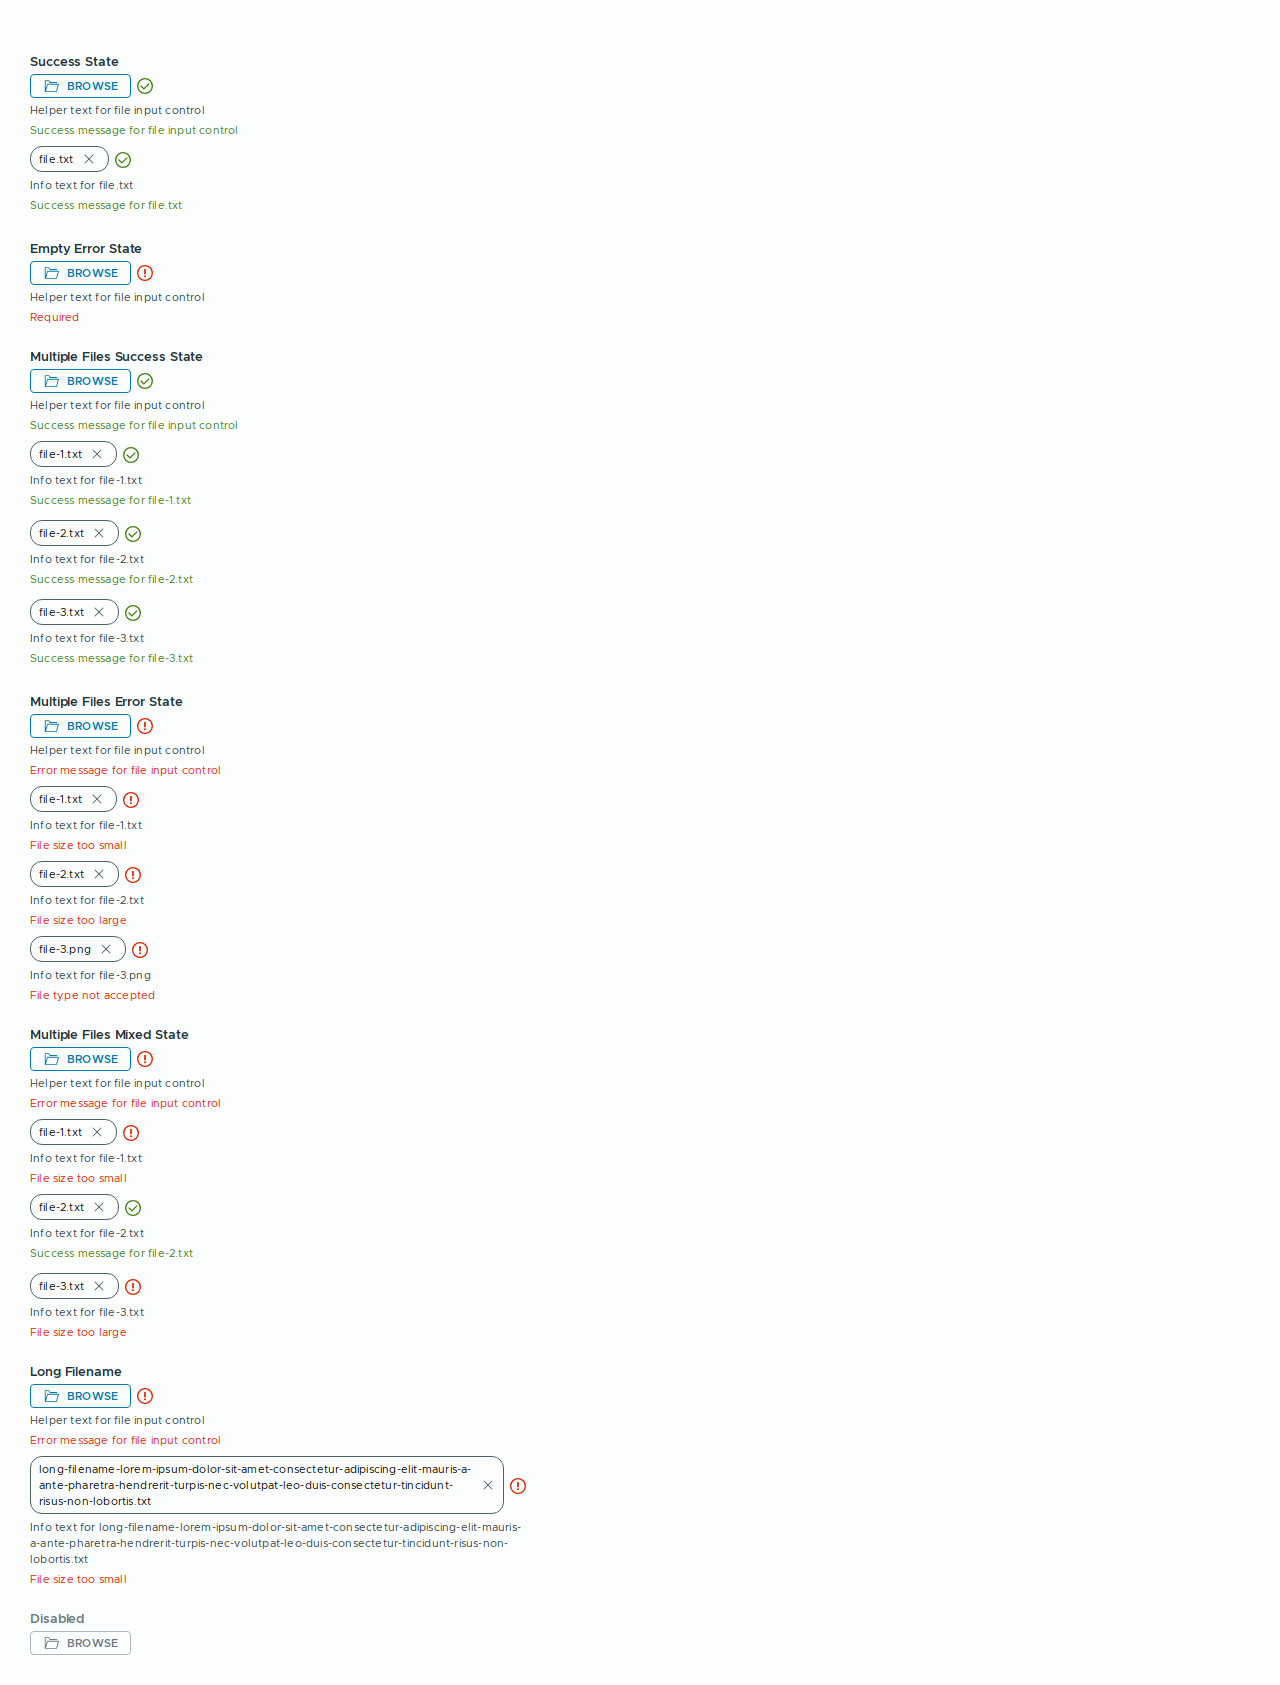 Success State
BROWSE
Helper text for file input control
Success message for file input control
file.txt
Info text for file.txt
Success message for file.txt
Empty Error State
BROWSE
Helper text for file input control
Required
Multiple Files Success State
BROWSE
Helper text for file input control
Success message for file input control
file-1.txt
Info text for file-1.txt
Success message for file-1.txt
file-2.txt
Info text for file-2.txt
Success message for file-2.txt
file-3.txt
Info text for file-3.txt
Success message for file-3.txt
Multiple Files Error State
BROWSE
Helper text for file input control
Error message for file input control
file-1.txt
Info text for file-1.txt
File size too small
file-2.txt
Info text for file-2.txt
File size too large
file-3.png
Info text for file-3.png
File type not accepted
Multiple Files Mixed State
BROWSE
Helper text for file input control
Error message for file input control
file-1.txt
Info text for file-1.txt
File size too small
file-2.txt
Info text for file-2.txt
Success message for file-2.txt
file-3.txt
Info text for file-3.txt
File size too large
Long Filename
BROWSE
Helper text for file input control
Error message for file input control
long-filename-lorem-ipsum-dolor-sit-amet-consectetur-adipiscing-elit-mauris-a-
ante-pharetra-hendrerit-turpis-nec-volutpat-leo-duis-consectetur-tincidunt-
risus-non-lobortis.txt
Info text for long-filename-lorem-ipsum-dolor-sit-amet-consectetur-adipiscing-elit-mauris-
a-ante-pharetra-hendrerit-turpis-nec-volutpat-leo-duis-consectetur-tincidunt-risus-non-
lobortis.txt
File size too small
Disabled
BROWSE